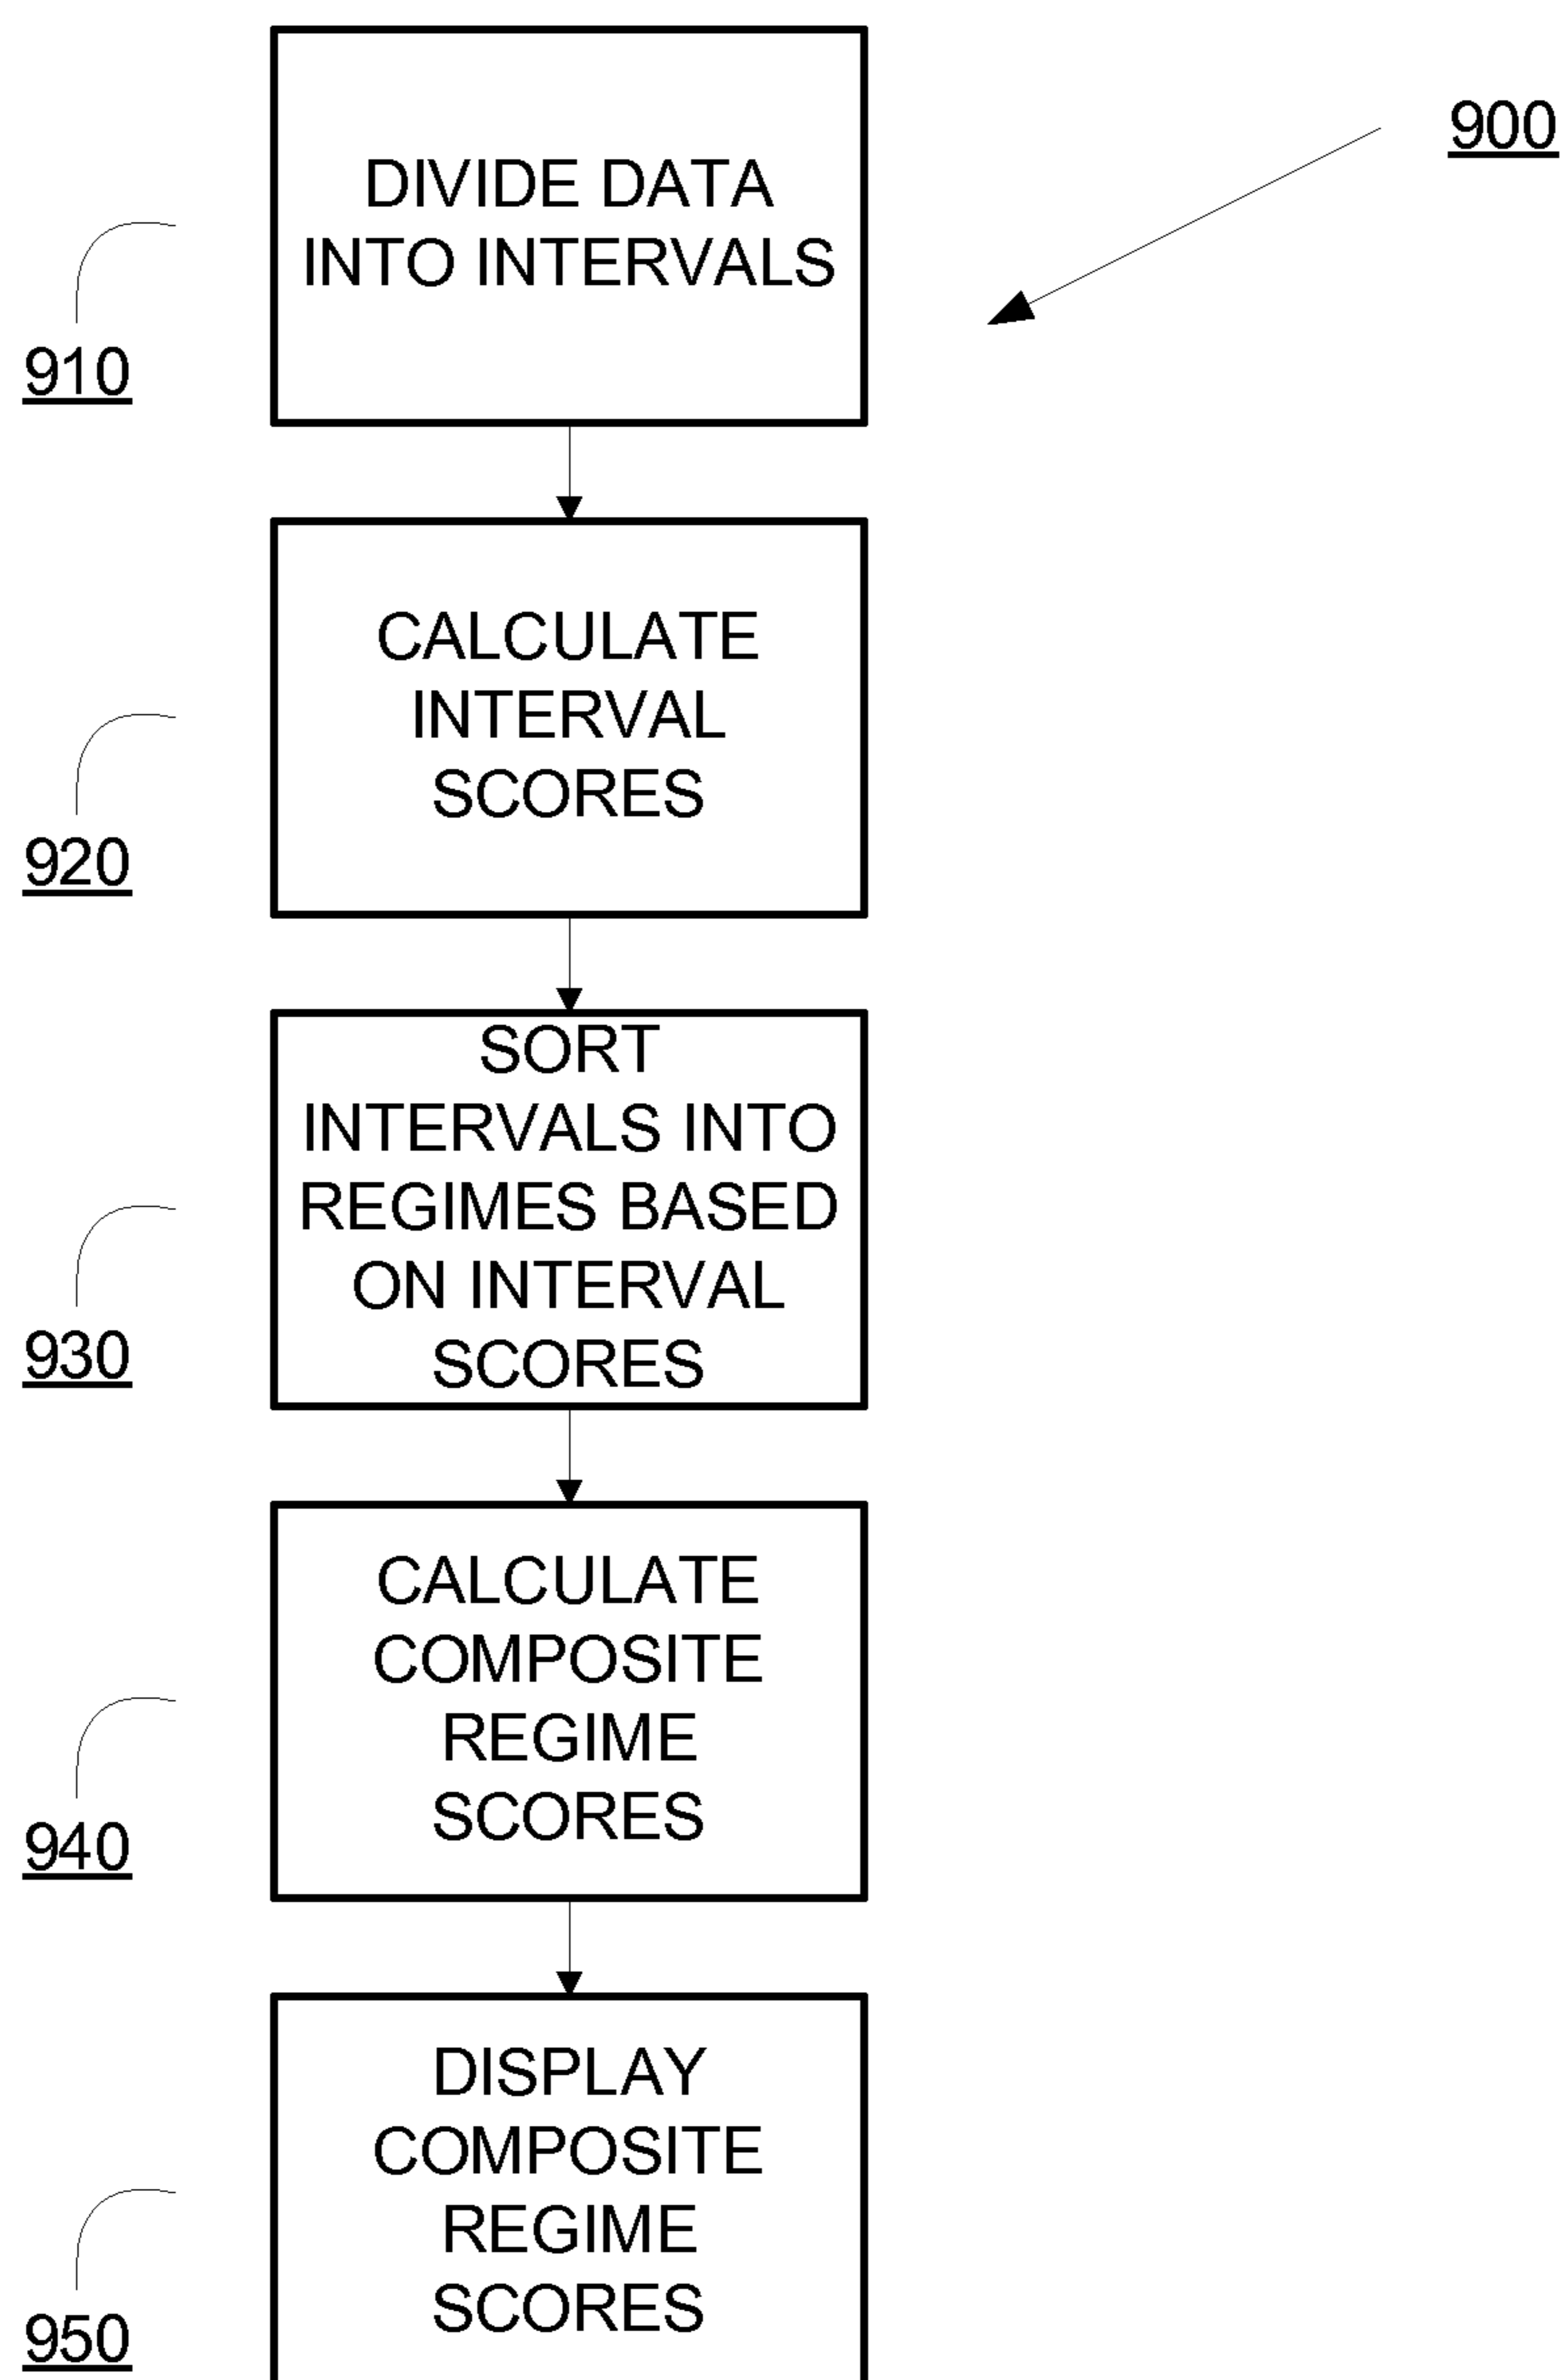 900
DIVIDE DATA
INTO INTERVALS
910
CALCULATE
INTERVAL
SCORES
920
SORT
INTERVALS INTO
REGIMES BASED
ON INTERVAL
SCORES
930
CALCULATE
COMPOSITE
REGIME
SCORES
940
DISPLAY
COMPOSITE
REGIME
SCORES
950